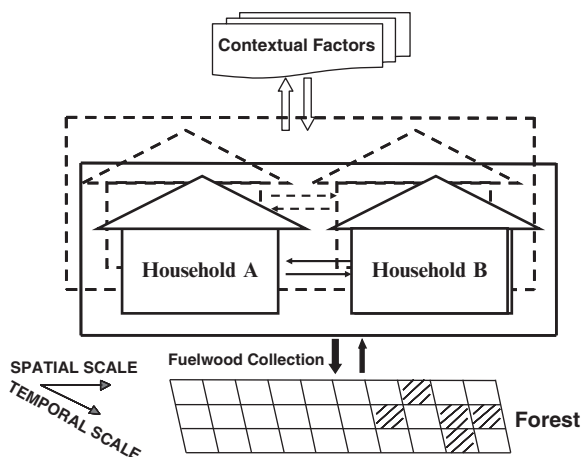 Contextual Factors
Household A
Household B
Fuelwood Collection
SPATIAL SCALE
TEMPORAL SCALE
Forest